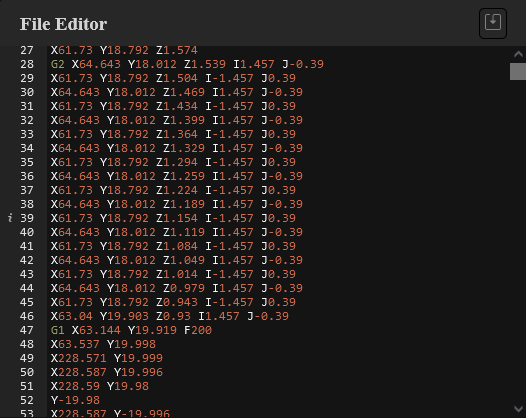 File Editor
27 X61.73 Y18.792 Z1.574
28 G2 X64.643 Y18.012 Z1.539 I1.457 J-0.39
29 X61.73 Y18.792 Z1.504 I-1.457 J0.39
30 X64.643 Y18.012 Z1.469 I1.457 J-0.39
31 X61.73 Y18.792 Z1.434 I-1.457 J0.39
32 X64.643 Y18.012 Z1.399 I1.457 J-0.39
33 X61.73 Y18.792 Z1.364 I-1.457 J0.39
34 X64.643 Y18.012 Z1.329 I1.457 J-0.39
35 X61.73 Y18.792 Z1.294 I-1.457 J0.39
36 X64.643 Y18.012 Z1.259 I1.457 J-0.39
37 X61.73 Y18.792 Z1.224 I-1.457 J0.39
38 X64.643 Y18.012 Z1.189 I1.457 J-0.39
i 39 X61.73 Y18.792 Z1.154 I-1.457 J0.39
40 X64.643 Y18.012 Z1.119 I1.457 J-0.39
41 X61.73 Y18.792 Z1.084 I-1.457 J0.39
42 X64.643 Y18.012 Z1.049 I1.457 J-0.39
43 X61.73 Y18.792 Z1.014 I-1.457 J0.39
44 X64.643 Y18.012 Z0.979 I1.457 J-0.39
45 X61.73 Y18.792 Z0.943 I-1.457 J0.39
46 X63.04 Y19.903 Z0.93 I1.457 J-0.39
47 G1 X63.144 Y19.919 F200
48 X63.537 Y19.998
49 X228.571 Y19.999
50 X228.587 Y19.996
51 X228.59 Y19.98
52 Y-19.98
53 X228.587 Y-19.996